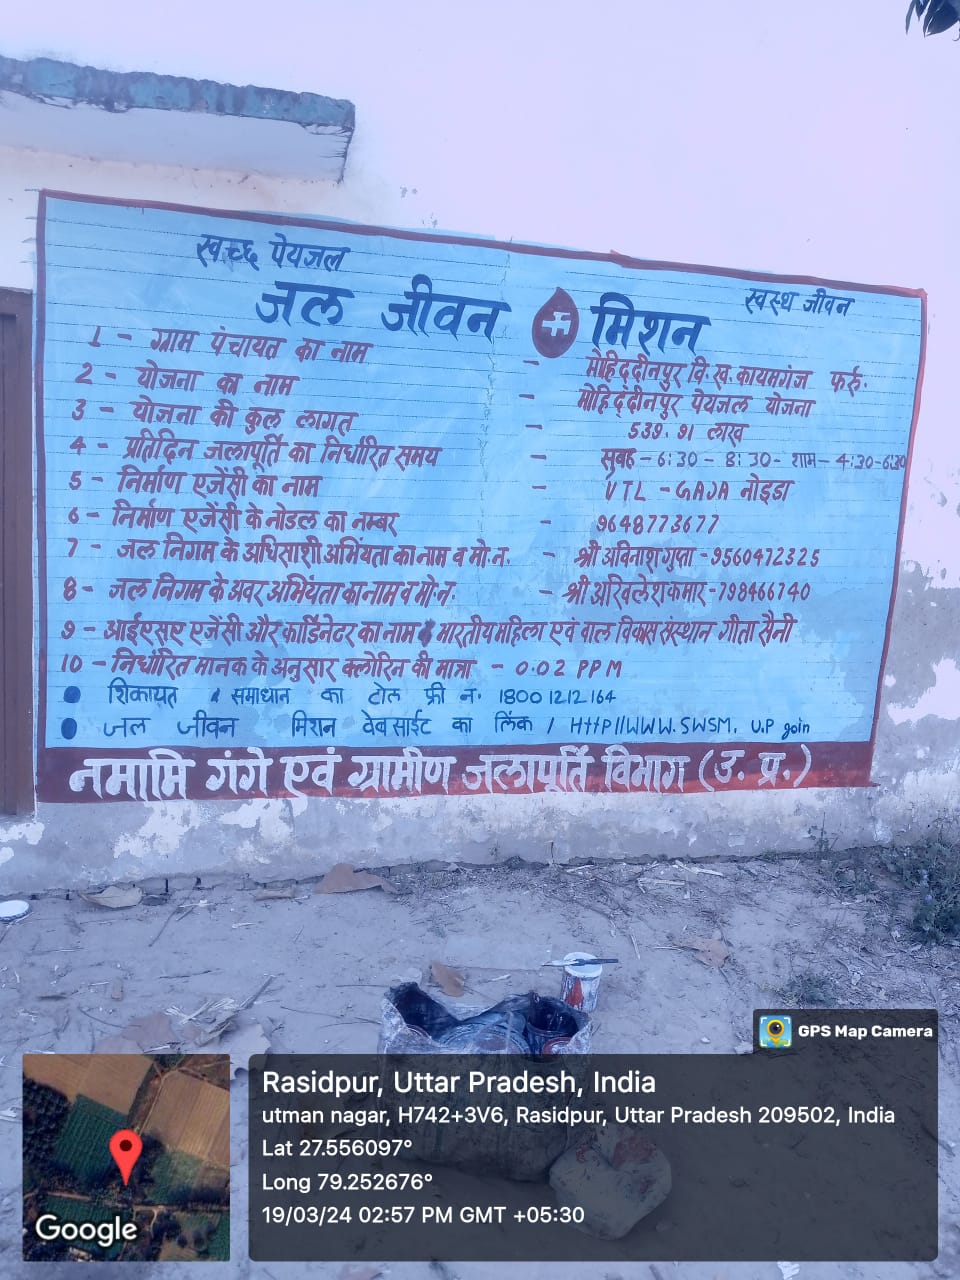 स्वच्छ पेयजल
स्वस्थ जीवन
जल जीवन मिशन
1 - ग्राम पंचायत का नाम - मोहिद्दीनपुर वि.ख. कायमगंज फर्रु.
2 - योजना का नाम - मोहिद्दीनपुर पेयजल योजना
3 - योजना की कुल लागत - 539.91 लाख
4 - प्रतिदिन जलापूर्ति का निर्धारित समय - सुबह - 6:30 - 8:30 - शाम - 4:30-6:30
5 - निर्माण एजेंसी का नाम - VTL - GAJA नोइडा
6 - निर्माण एजेंसी के नोडल का नम्बर - 9648773677
7 - जल निगम के अधिसाशी अभियंता का नाम व मो.न. - श्री अविनाश गुप्ता - 9560472325
8 - जल निगम के अवर अभियंता का नाम व मो.न. - श्री अखिलेश कमार - 798466740
9 - आईएसए एजेंसी और कार्डिनेटर का नाम भारतीय महिला एवं वाल विकास संस्थान गीता सैनी
10 - निर्धारित मानक के अनुसार क्लोरिन की मात्रा - 0.02 PPM
● शिकायत समाधान का टोल फ्री न. 1800 1212 164
● जल जीवन मिशन वेबसाईट का लिंक / Http//WWW.SWSM. U.P goin
नमामि गंगे एवं ग्रामीण जलापूर्ति विभाग (उ. प्र.)
GPS Map Camera
Rasidpur, Uttar Pradesh, India
utman nagar, H742+3V6, Rasidpur, Uttar Pradesh 209502, India
Lat 27.556097°
Long 79.252676°
19/03/24 02:57 PM GMT +05:30
Google